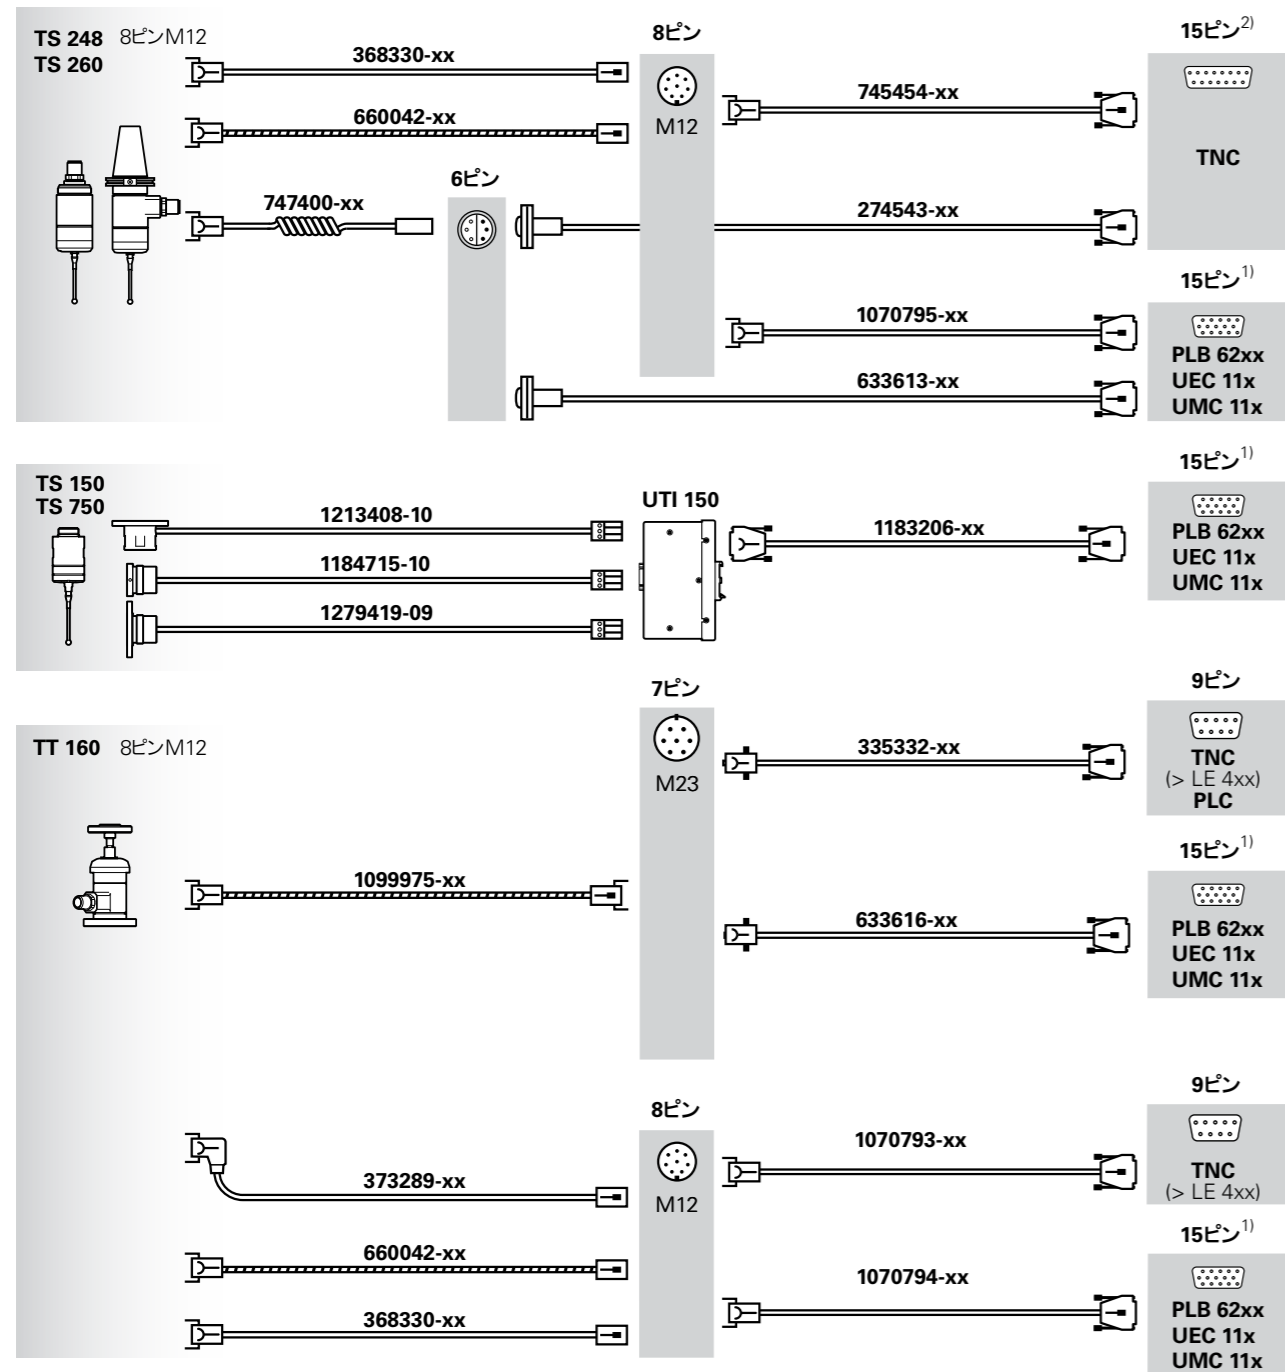 TS 248 8ピンM12
TS 260
368330-xx
660042-xx
747400-xx
6ピン
8ピン
M12
745454-xx
274543-xx
1070795-xx
633613-xx
15ピン2)
TNC
15ピン1)
PLB 62xx
UEC 11x
UMC 11x
TS 150
TS 750
1213408-10
1184715-10
1279419-09
UTI 150
1183206-xx
15ピン1)
PLB 62xx
UEC 11x
UMC 11x
TT 160 8ピンM12
1099975-xx
7ピン
M23
335332-xx
633616-xx
9ピン
TNC
(> LE 4xx)
PLC
15ピン1)
PLB 62xx
UEC 11x
UMC 11x
373289-xx
660042-xx
368330-xx
8ピン
M12
1070793-xx
1070794-xx
9ピン
TNC
(> LE 4xx)
15ピン1)
PLB 62xx
UEC 11x
UMC 11x